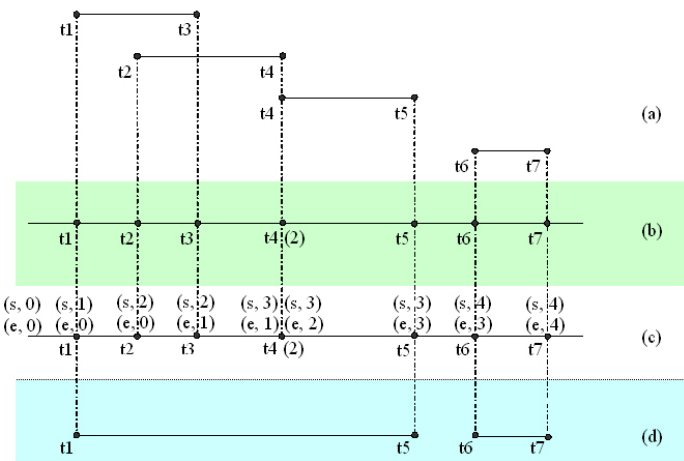 t1 t3
t2 t4
t4 t5 (a)
t6 t7
t1 t2 t3 t4 (2) t5 t6 t7 (b)
(s, 0) (s, 1) (s, 2) (s, 2) (s, 3) (s, 3) (s, 3) (s, 4) (s, 4)
(e, 0) (e, 0) (e, 0) (e, 1) (e, 1) (e, 2) (e, 3) (e, 3) (e, 4)
t1 t2 t3 t4 (2) t5 t6 t7 (c)
t1 t5 t6 t7 (d)